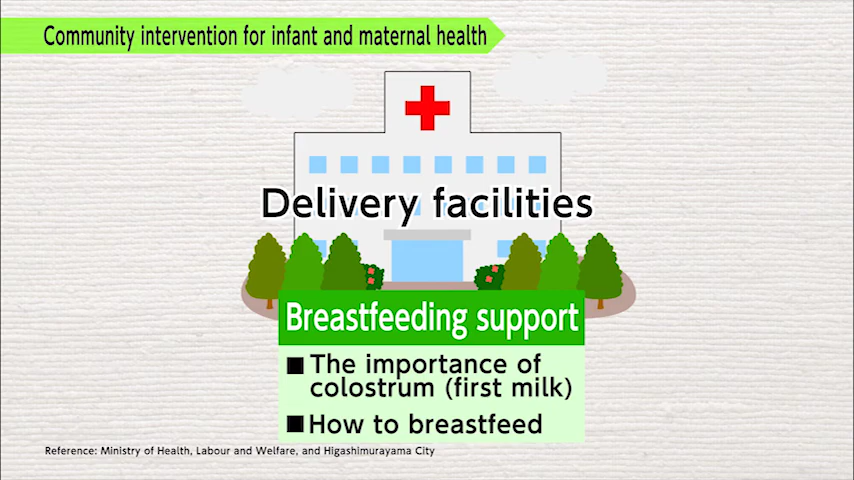 Community intervention for infant and maternal health
Delivery facilities
Breastfeeding support
■ The importance of
colostrum (first milk)
■ How to breastfeed
Reference: Ministry of Health, Labour and Welfare, and Higashimurayama City